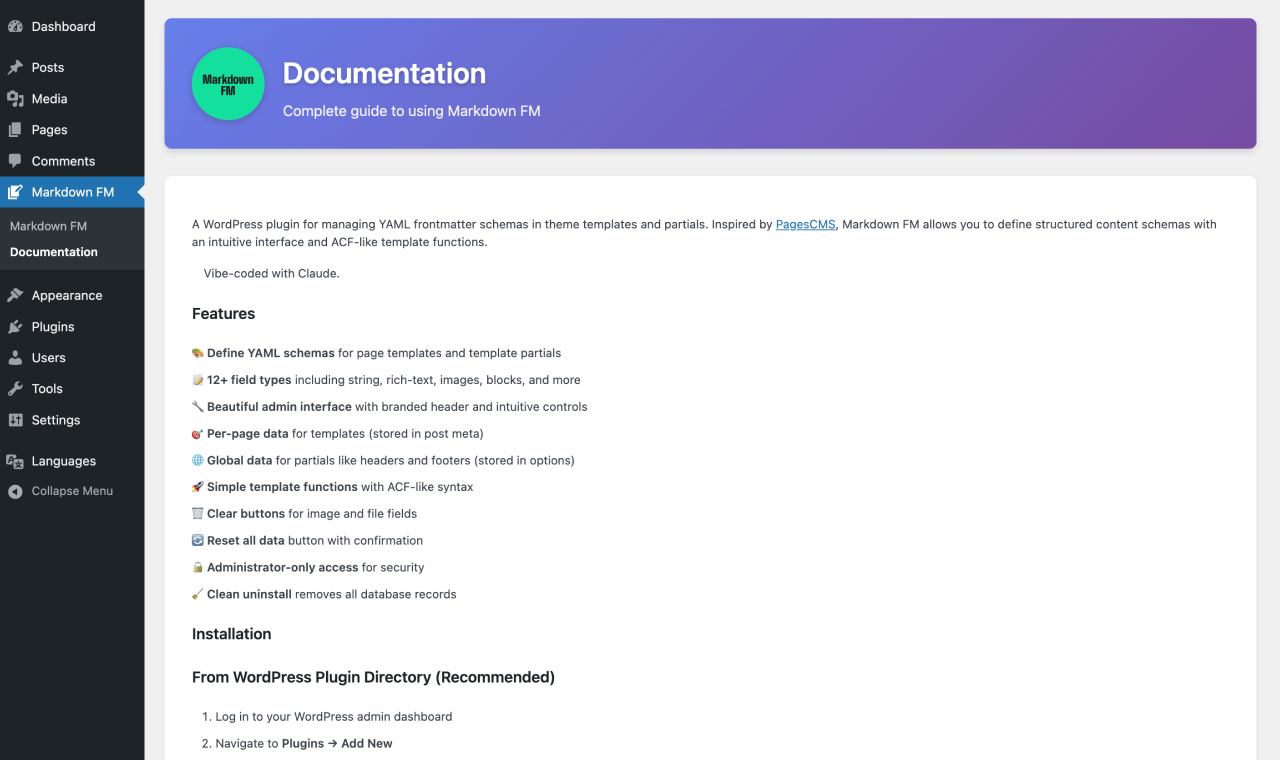 Dashboard
Posts
Media
Pages
Comments
Markdown FM
Markdown FM
Documentation
Appearance
Plugins
Users
Tools
Settings
Languages
Collapse Menu
Markdown
FM
Documentation
Complete guide to using Markdown FM
A WordPress plugin for managing YAML frontmatter schemas in theme templates and partials. Inspired by PagesCMS, Markdown FM allows you to define structured content schemas with
an intuitive interface and ACF-like template functions.
Vibe-coded with Claude.
Features
🎨 Define YAML schemas for page templates and template partials
📝 12+ field types including string, rich-text, images, blocks, and more
🔧 Beautiful admin interface with branded header and intuitive controls
🎯 Per-page data for templates (stored in post meta)
🌐 Global data for partials like headers and footers (stored in options)
🚀 Simple template functions with ACF-like syntax
🗑️ Clear buttons for image and file fields
🔄 Reset all data button with confirmation
🔒 Administrator-only access for security
🧹 Clean uninstall removes all database records
Installation
From WordPress Plugin Directory (Recommended)
1. Log in to your WordPress admin dashboard
2. Navigate to Plugins → Add New